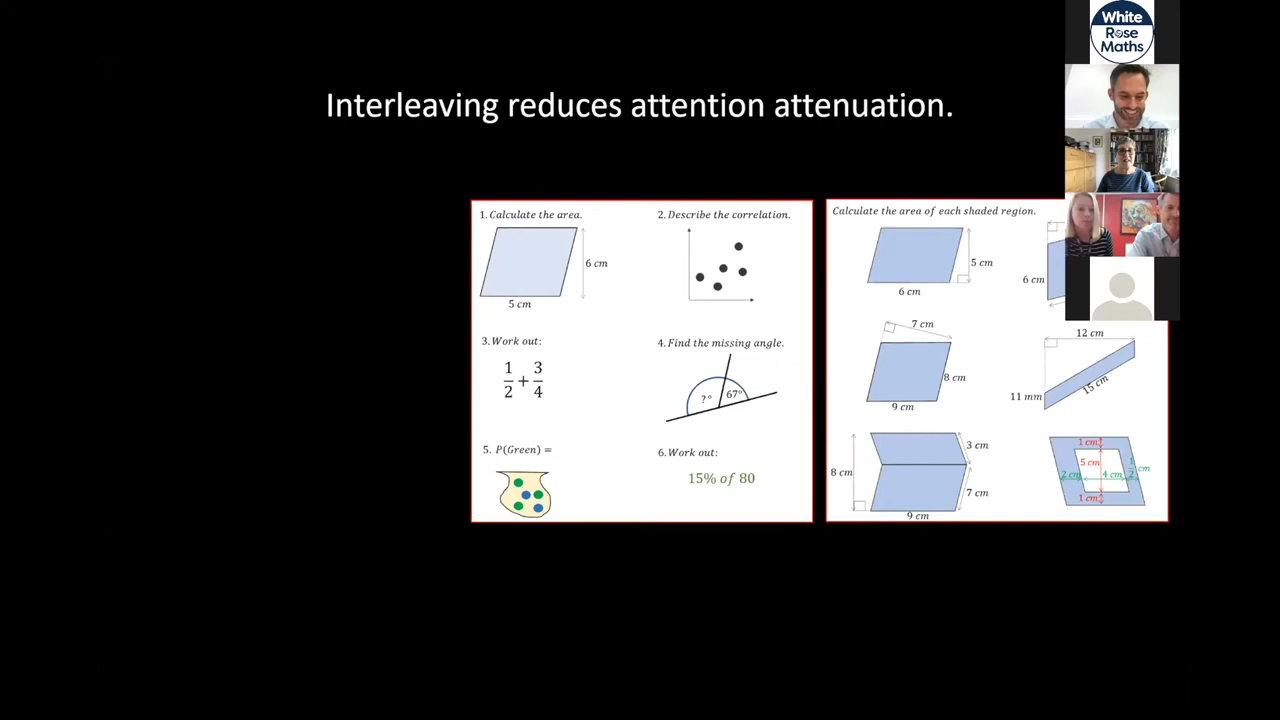 White
Rose
Maths
Interleaving reduces attention attenuation.
1. Calculate the area.
6 cm
5 cm
2. Describe the correlation.
3. Work out:
1/2 + 3/4
4. Find the missing angle.
?°
67°
5. P(Green) =
6. Work out:
15% of 80
Calculate the area of each shaded region.
5 cm
6 cm
6 cm
7 cm
8 cm
9 cm
12 cm
11 mm
15 cm
8 cm
3 cm
7 cm
9 cm
1 cm
5 cm
2 cm
4 cm
1/2 cm
1 cm